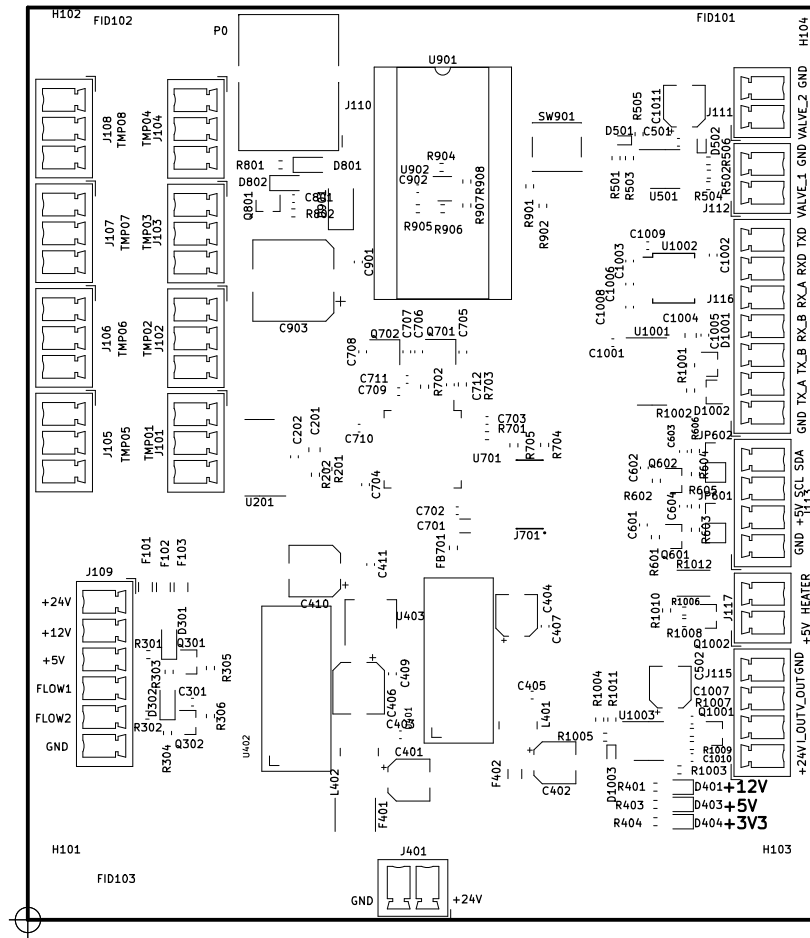 H102
FID102
FID101
H104
P0
U901
J110
J108
TMP08
TMP04
J104
SW901
R505
C1011
J111
VALVE_2 GND
D501
C501
D502
R506
R501
R503
U501
R502
R504
J112
VALVE_1 GND
R801
D801
D802
Q801
C801
R802
U902
C902
R904
R908
R907
R905
R906
R901
R902
J107
TMP07
TMP03
J103
C901
C903
C1009
U1002
C1002
C1003
C1006
C1008
J116
GND TX_A TX_B RX_B RX_A RXD TXD
C1004
C1005
D1001
U1001
C1001
R1001
R1002
D1002
J106
TMP06
TMP02
J102
C707
C706
Q702
Q701
C705
C708
C711
C709
R702
C712
R703
C710
C703
R701
R705
R704
U701
J105
TMP05
TMP01
J101
C202
C201
R202
R201
U201
C704
C702
C701
FB701
J701
C603
R606
JP602
C602
Q602
R604
R602
R605
JP601
C604
C601
R603
R601
Q601
R1012
GND +5V SCL SDA
J113
J109
F101
F102
F103
+24V
+12V
+5V
FLOW1
FLOW2
GND
R301
D301
Q301
R303
R305
D302
C301
R302
R306
R304
Q302
C411
C410
U403
C404
C407
U402
C409
C406
C403
C405
L401
C401
L402
F401
F402
C402
R1010
R1006
R1008
J117
Q1002
+5V HEATER
C502
J115
C1007
R1007
Q1001
R1004
R1011
U1003
R1005
D1003
R1009
C1010
R1003
+24V I_OUT V_OUT GND
R401
D401
+12V
R403
D403
+5V
R404
D404
+3V3
H101
FID103
J401
GND
+24V
H103